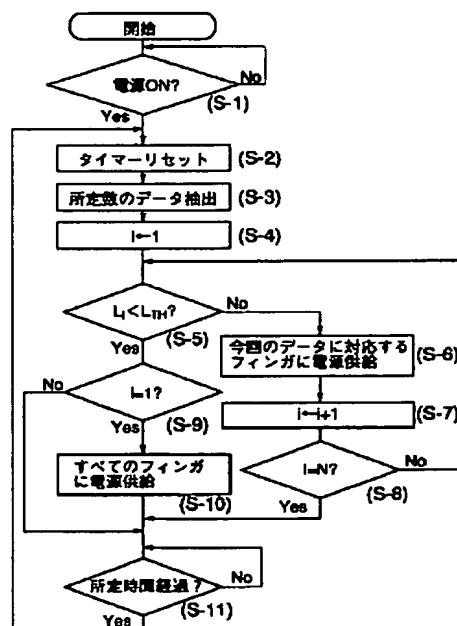 開始
電源ON?
No
(S-1)
Yes
タイマーリセット
(S-2)
所定数のデータ抽出
(S-3)
i←1
(S-4)
Li<LTH?
No
(S-5)
Yes
今回のデータに対応する
フィンガに電源供給
(S-6)
No
i=1?
(S-9)
Yes
i←i+1
(S-7)
すべてのフィンガ
に電源供給
(S-10)
i=N?
No
(S-8)
Yes
所定時間経過?
No
(S-11)
Yes